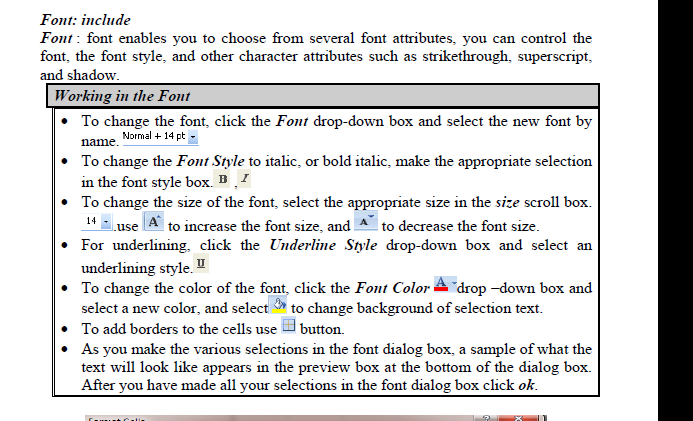 Font: include
Font : font enables you to choose from several font attributes, you can control the
font, the font style, and other character attributes such as strikethrough, superscript,
and shadow.
Working in the Font
• To change the font, click the Font drop-down box and select the new font by
name. Normal + 14 pt
• To change the Font Style to italic, or bold italic, make the appropriate selection
in the font style box. B , I
• To change the size of the font, select the appropriate size in the size scroll box.
14 .use A to increase the font size, and A to decrease the font size.
• For underlining, click the Underline Style drop-down box and select an
underlining style. U
• To change the color of the font, click the Font Color A drop –down box and
select a new color, and select to change background of selection text.
• To add borders to the cells use button.
• As you make the various selections in the font dialog box, a sample of what the
text will look like appears in the preview box at the bottom of the dialog box.
After you have made all your selections in the font dialog box click ok.